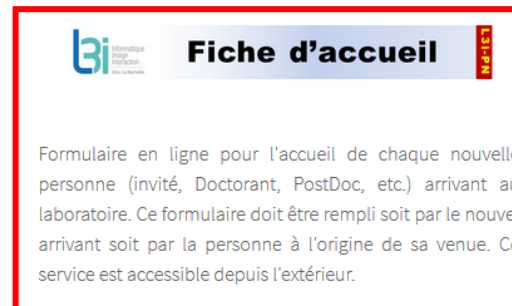 L3i
Informatique
Image
Interaction
Fiche d'accueil
L3i-PN
Formulaire en ligne pour l'accueil de chaque nouvelle
personne (invité, Doctorant, PostDoc, etc.) arrivant au
laboratoire. Ce formulaire doit être rempli soit par le nouvel
arrivant soit par la personne à l'origine de sa venue. Ce
service est accessible depuis l'extérieur.